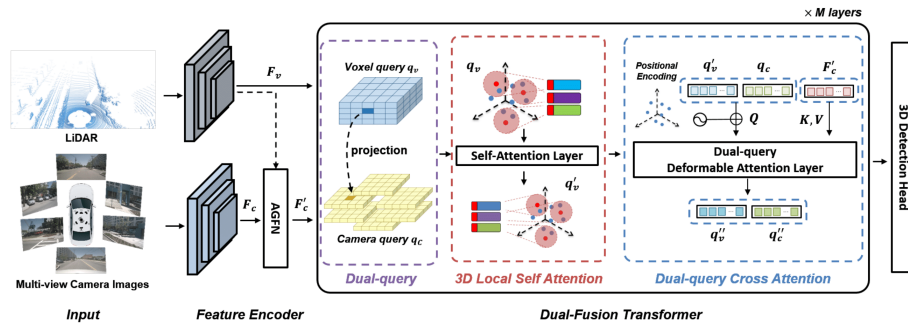 × M layers
LiDAR
Multi-view Camera Images
Input
F_v
F_c
AGFN
F'_c
Feature Encoder
Voxel query q_v
projection
Camera query q_c
Dual-query
q_v
Self-Attention Layer
q'_v
3D Local Self Attention
Positional
Encoding
q'_v
q_c
F'_c
Q
K, V
Dual-query
Deformable Attention Layer
q''_v
q''_c
Dual-query Cross Attention
Dual-Fusion Transformer
3D Detection Head